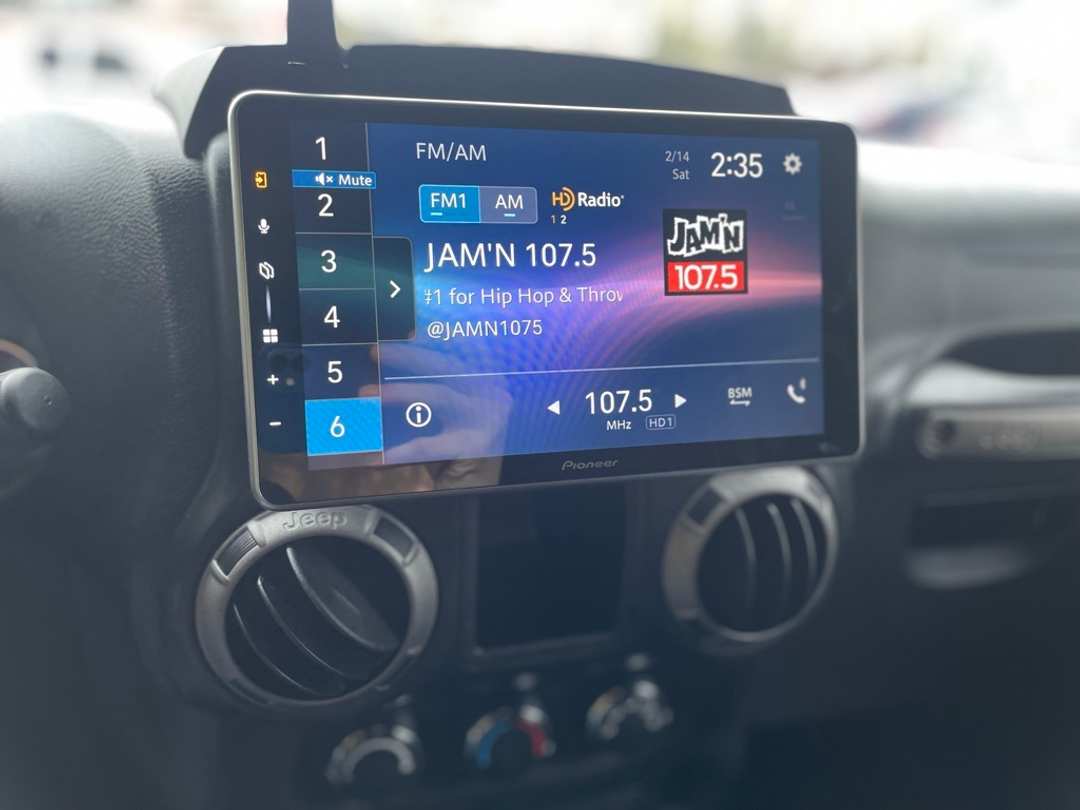 1
Mute
2
3
4
5
6
+
-
FM/AM
2/14
Sat
2:35
FM1 AM
HD Radio
1 2
JAM'N 107.5
#1 for Hip Hop & Throw
@JAMN1075
JAM'N
107.5
107.5
MHz HD1
BSM
Pioneer
Jeep